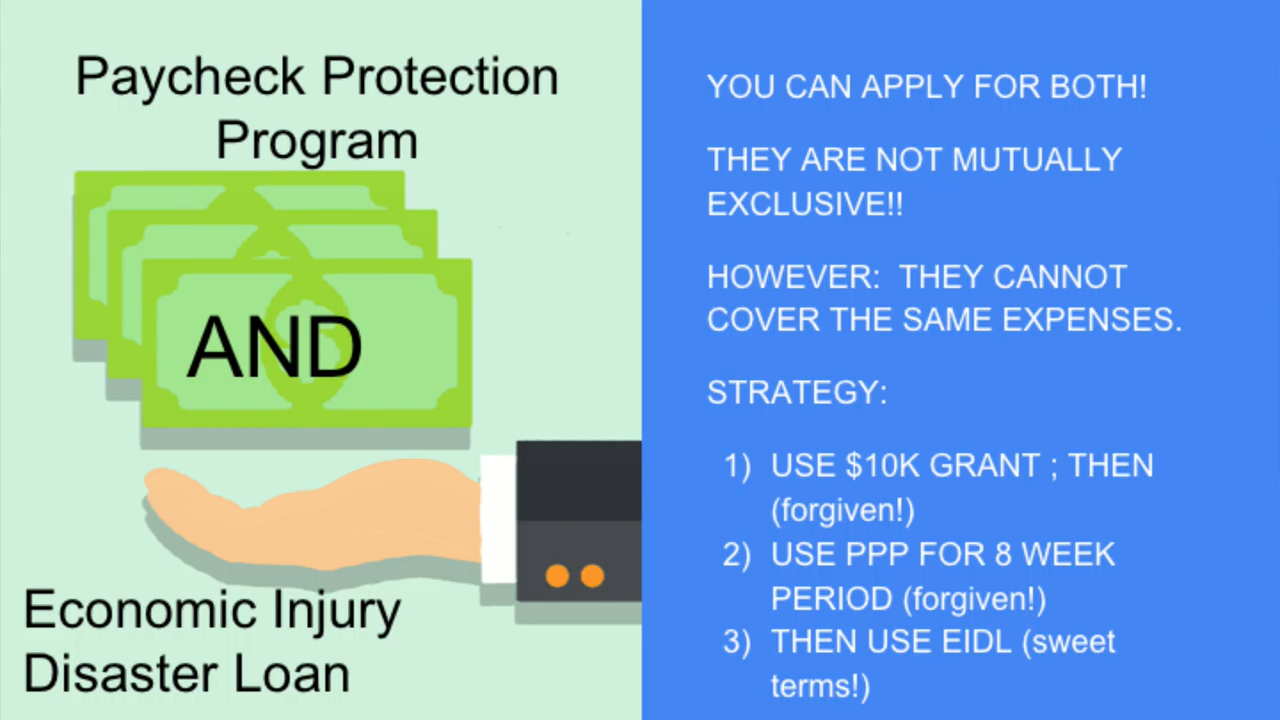 Paycheck Protection
Program
AND
Economic Injury
Disaster Loan
YOU CAN APPLY FOR BOTH!
THEY ARE NOT MUTUALLY
EXCLUSIVE!!
HOWEVER:  THEY CANNOT
COVER THE SAME EXPENSES.
STRATEGY:
1) USE $10K GRANT ; THEN
(forgiven!)
2) USE PPP FOR 8 WEEK
PERIOD (forgiven!)
3) THEN USE EIDL (sweet
terms!)